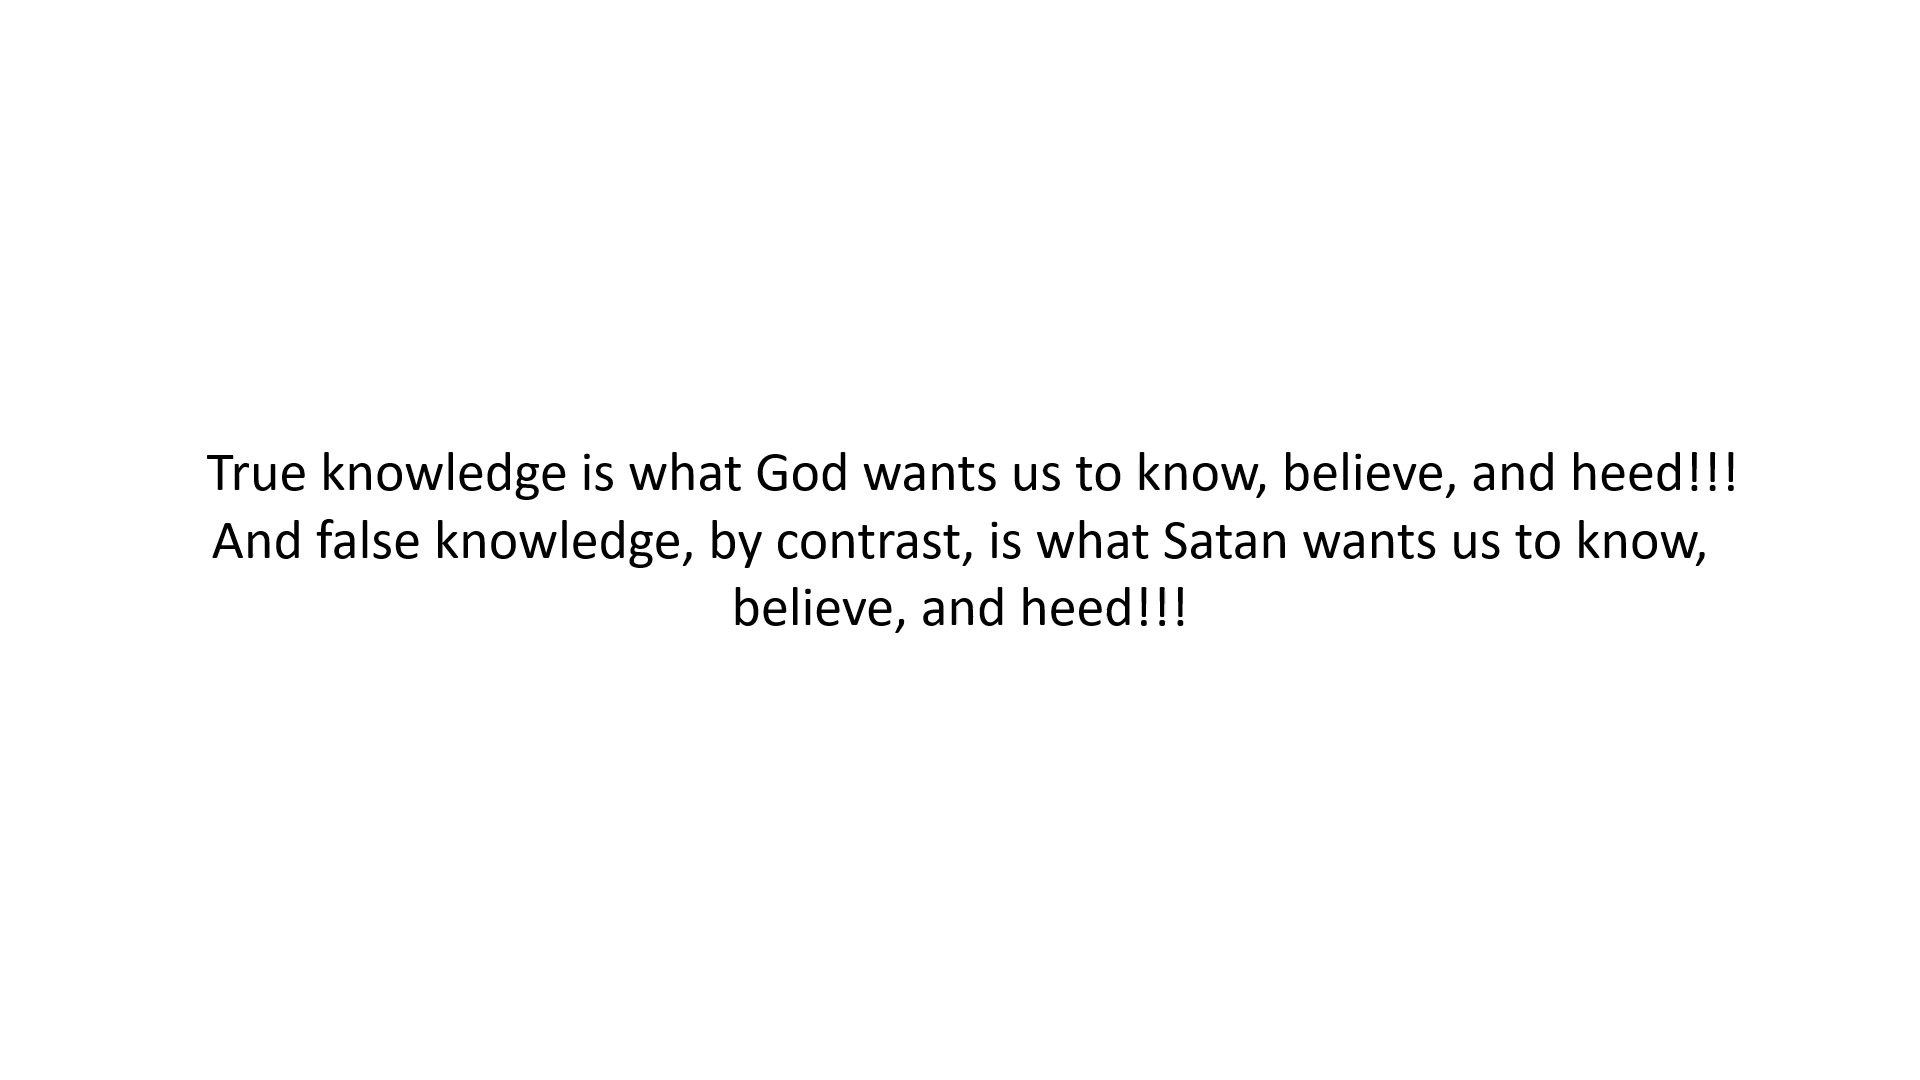 True knowledge is what God wants us to know, believe, and heed!!!
And false knowledge, by contrast, is what Satan wants us to know,
believe, and heed!!!